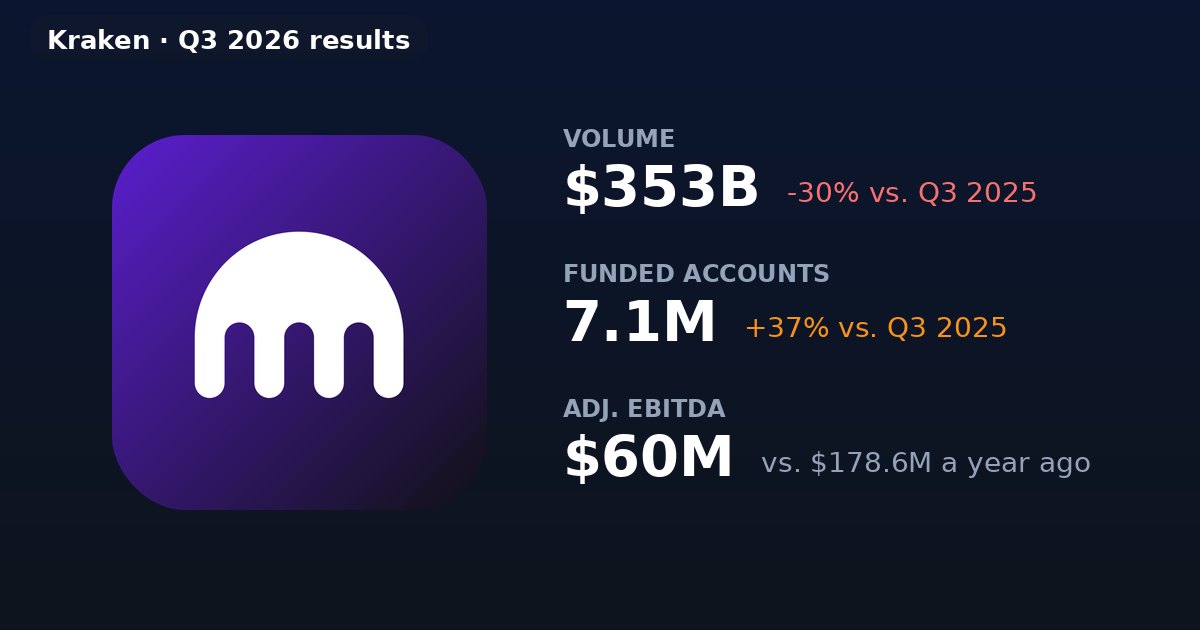 Kraken · Q3 2026 results
VOLUME
$353B -30% vs. Q3 2025
FUNDED ACCOUNTS
7.1M +37% vs. Q3 2025
ADJ. EBITDA
$60M vs. $178.6M a year ago